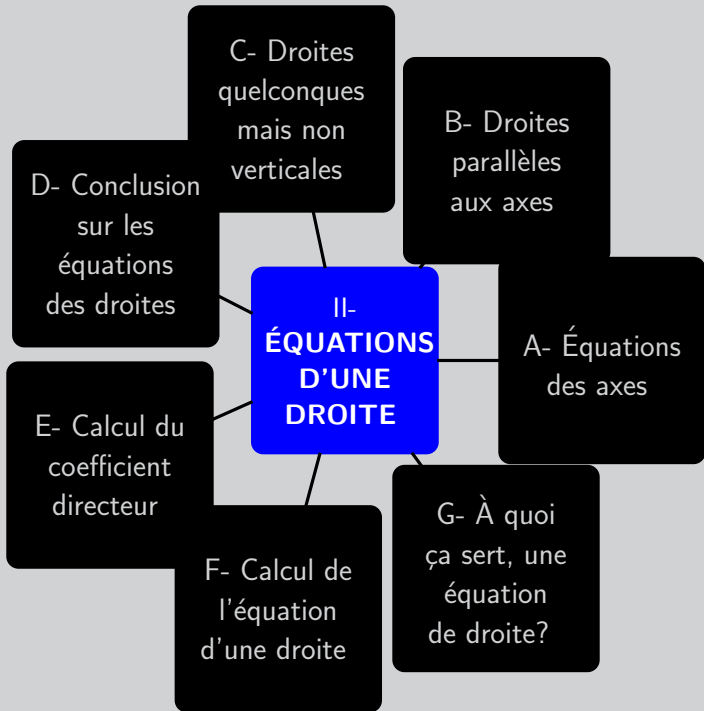 C- Droites
quelconques
mais non
verticales
B- Droites
parallèles
aux axes
D- Conclusion
sur les
équations
des droites
II-
ÉQUATIONS
D'UNE
DROITE
A- Équations
des axes
E- Calcul du
coefficient
directeur
G- À quoi
ça sert, une
équation
de droite?
F- Calcul de
l'équation
d'une droite